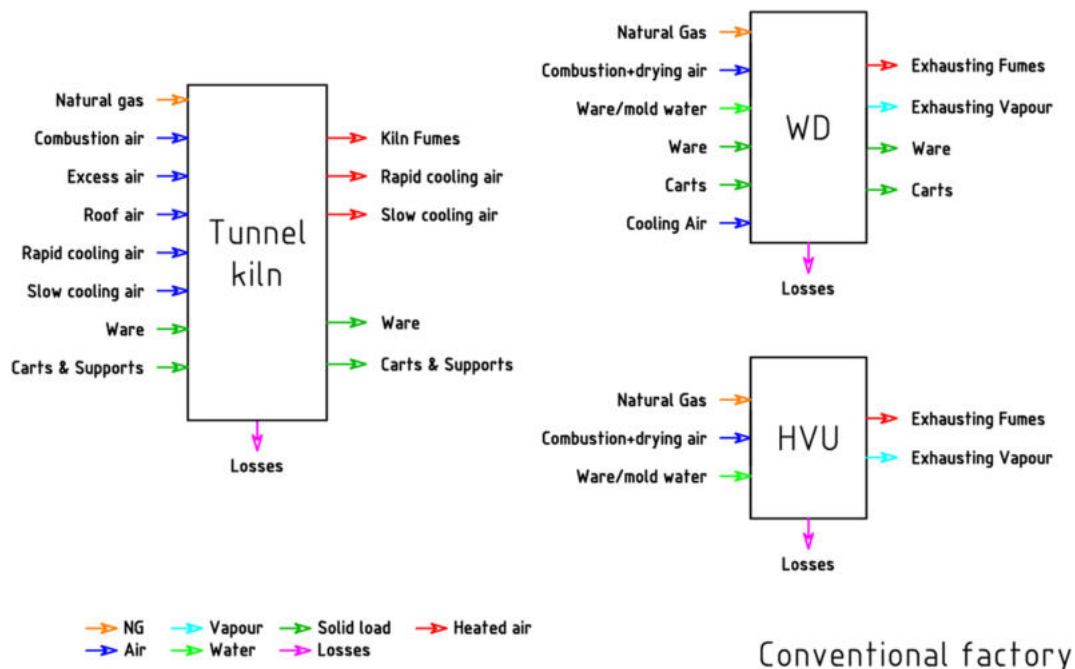 Natural gas
Combustion air
Excess air
Roof air
Rapid cooling air
Slow cooling air
Ware
Carts & Supports
Tunnel
kiln
Kiln Fumes
Rapid cooling air
Slow cooling air
Ware
Carts & Supports
Losses
Natural Gas
Combustion+drying air
Ware/mold water
Ware
Carts
Cooling Air
WD
Exhausting Fumes
Exhausting Vapour
Ware
Carts
Losses
Natural Gas
Combustion+drying air
Ware/mold water
HVU
Exhausting Fumes
Exhausting Vapour
Losses
NG Vapour Solid load Heated air
Air Water Losses
Conventional factory